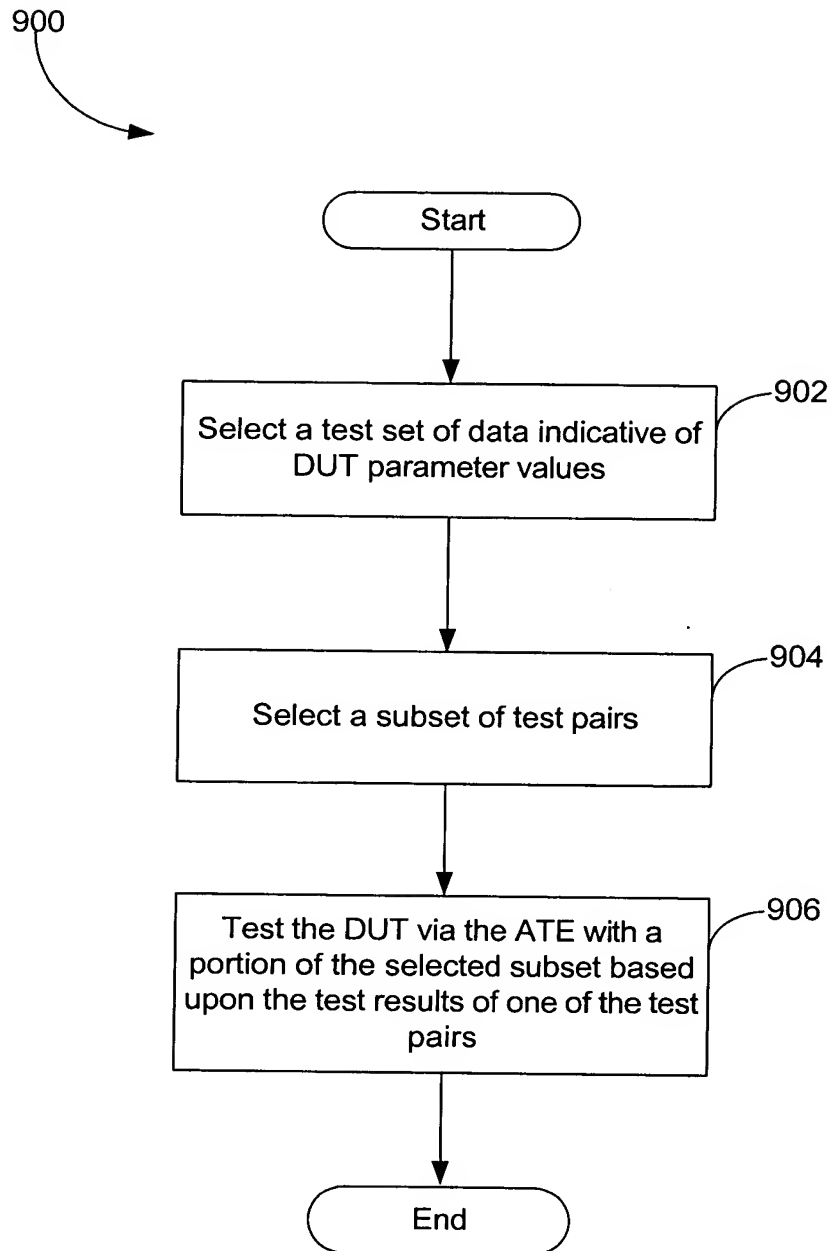 900
Start
902
Select a test set of data indicative of
DUT parameter values
904
Select a subset of test pairs
906
Test the DUT via the ATE with a
portion of the selected subset based
upon the test results of one of the test
pairs
End